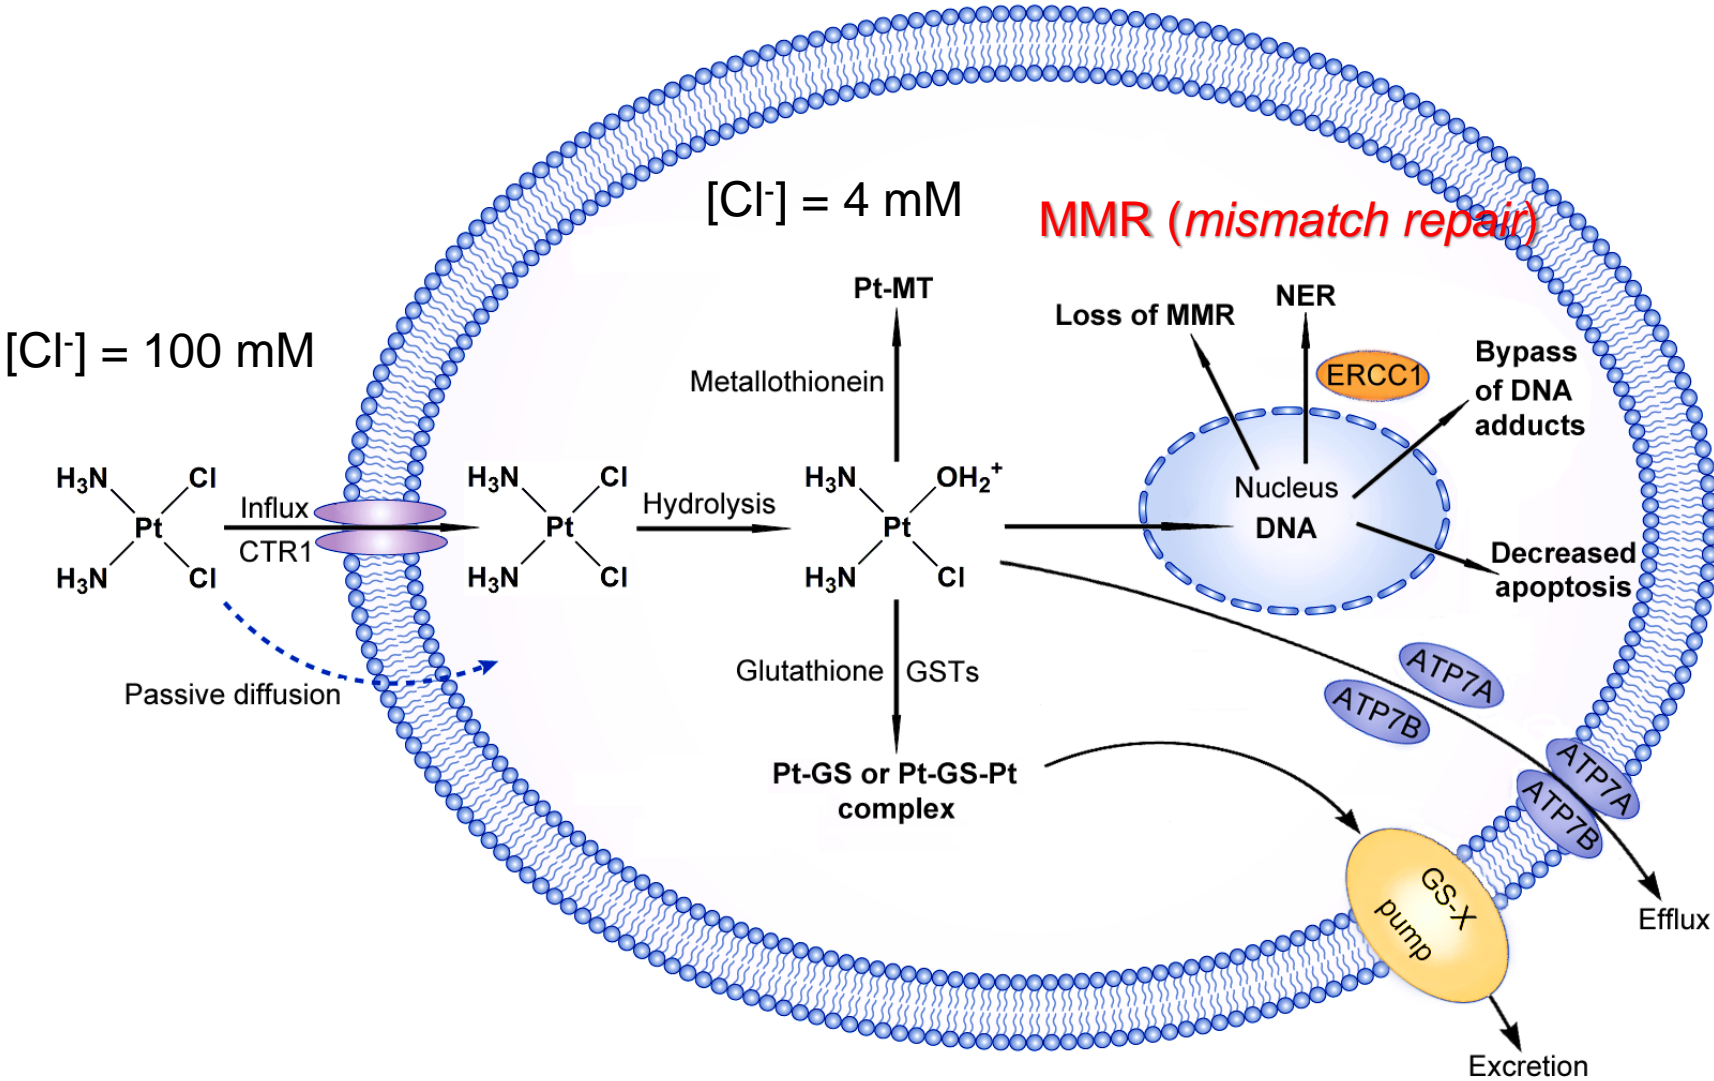 [Cl⁻] = 4 mM
MMR (mismatch repair)
[Cl⁻] = 100 mM
Pt-MT
Metallothionein
Loss of MMR
NER
ERCC1
Bypass
of DNA
adducts
H₃N Cl
Pt
H₃N Cl
Influx
CTR1
Passive diffusion
H₃N Cl
Pt
H₃N Cl
Hydrolysis
H₃N OH₂⁺
Pt
H₃N Cl
Nucleus
DNA
Decreased
apoptosis
Glutathione GSTs
Pt-GS or Pt-GS-Pt
complex
ATP7A
ATP7B
ATP7A
ATP7B
Efflux
GS-X
pump
Excretion